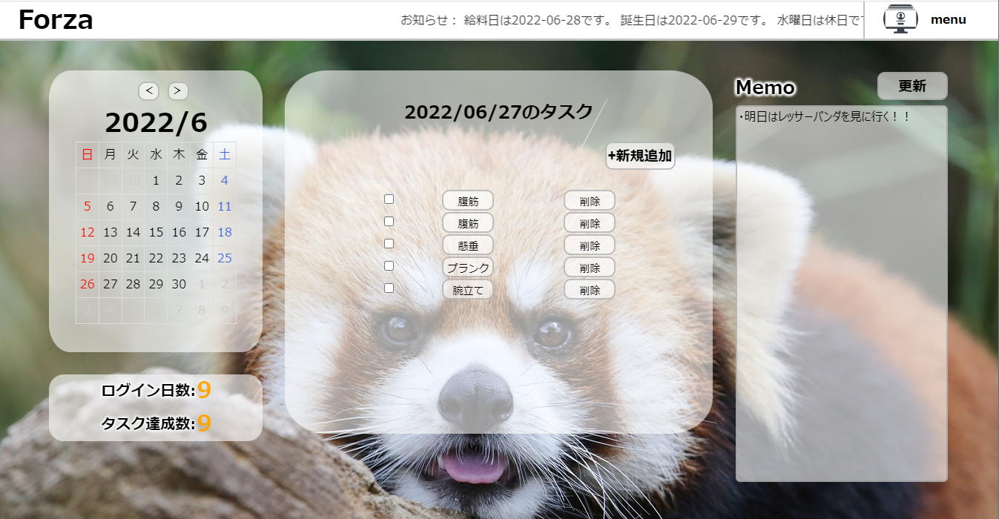 Forza
お知らせ： 給料日は2022-06-28です。 誕生日は2022-06-29です。 水曜日は休日で
menu
< >
2022/6
日 月 火 水 木 金 土
29 30 1 2 3 4
5 6 7 8 9 10 11
12 13 14 15 16 17 18
19 20 21 22 23 24 25
26 27 28 29 30 1 2
3 4 5 6 7 8 9
ログイン日数:9
タスク達成数:9
2022/06/27のタスク
+新規追加
腹筋 削除
腹筋 削除
懸垂 削除
プランク 削除
腕立て 削除
Memo
更新
・明日はレッサーパンダを見に行く！！